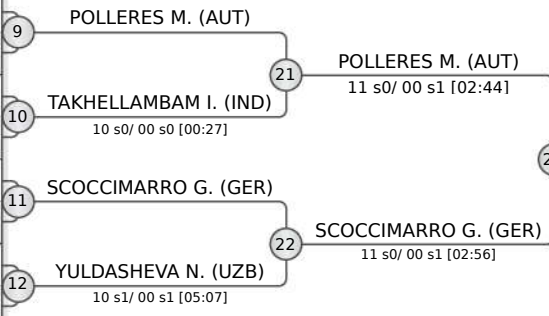 9
POLLERES M. (AUT)
21
POLLERES M. (AUT)
11 s0/ 00 s1 [02:44]
10
TAKHELLAMBAM I. (IND)
10 s0/ 00 s0 [00:27]
11
SCOCCIMARRO G. (GER)
22
SCOCCIMARRO G. (GER)
11 s0/ 00 s1 [02:56]
12
YULDASHEVA N. (UZB)
10 s1/ 00 s1 [05:07]